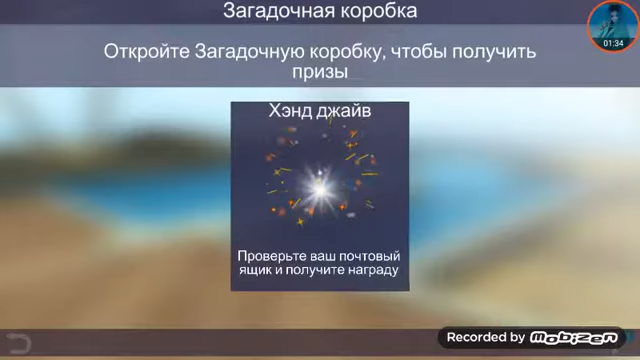 Загадочная коробка
Откройте Загадочную коробку, чтобы получить
призы
01:34
Хэнд джайв
Проверьте ваш почтовый
ящик и получите награду
Recorded by mobizen